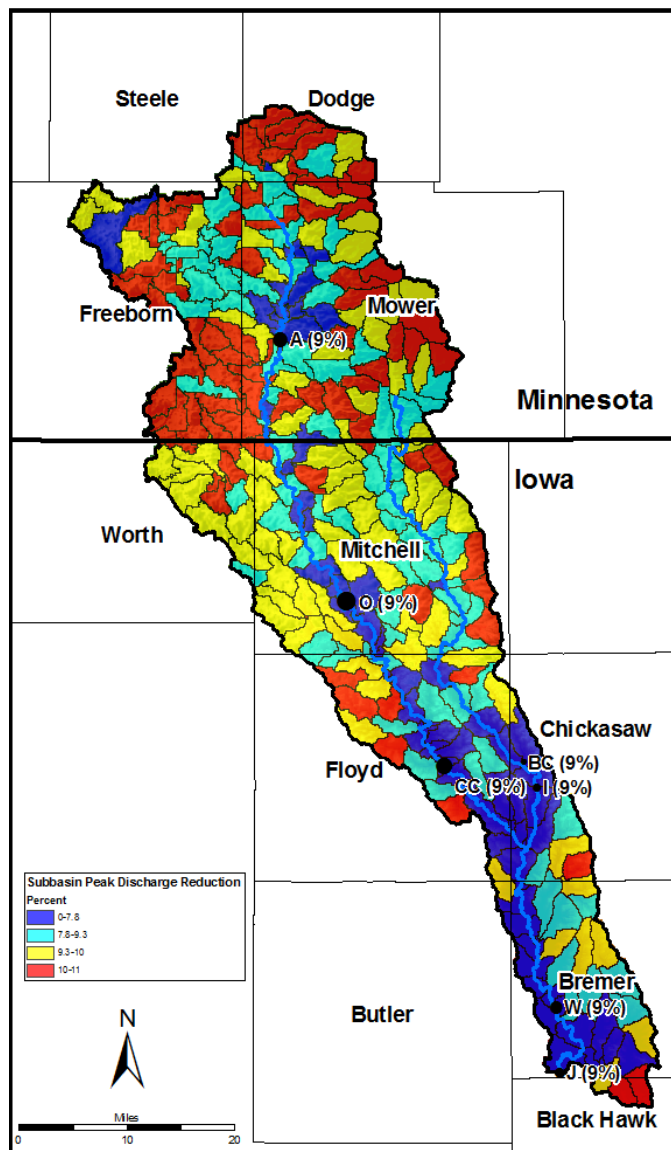 Steele
Dodge
Freeborn
Mower
A (9%)
Minnesota
Iowa
Worth
Mitchell
O (9%)
Chickasaw
BC (9%)
Floyd
CC (9%)
I (9%)
Subbasin Peak Discharge Reduction
Percent
0-7.8
7.8-9.3
9.3-10
10-11
Bremer
W (9%)
Butler
N
J (9%)
Miles
0 10 20
Black Hawk